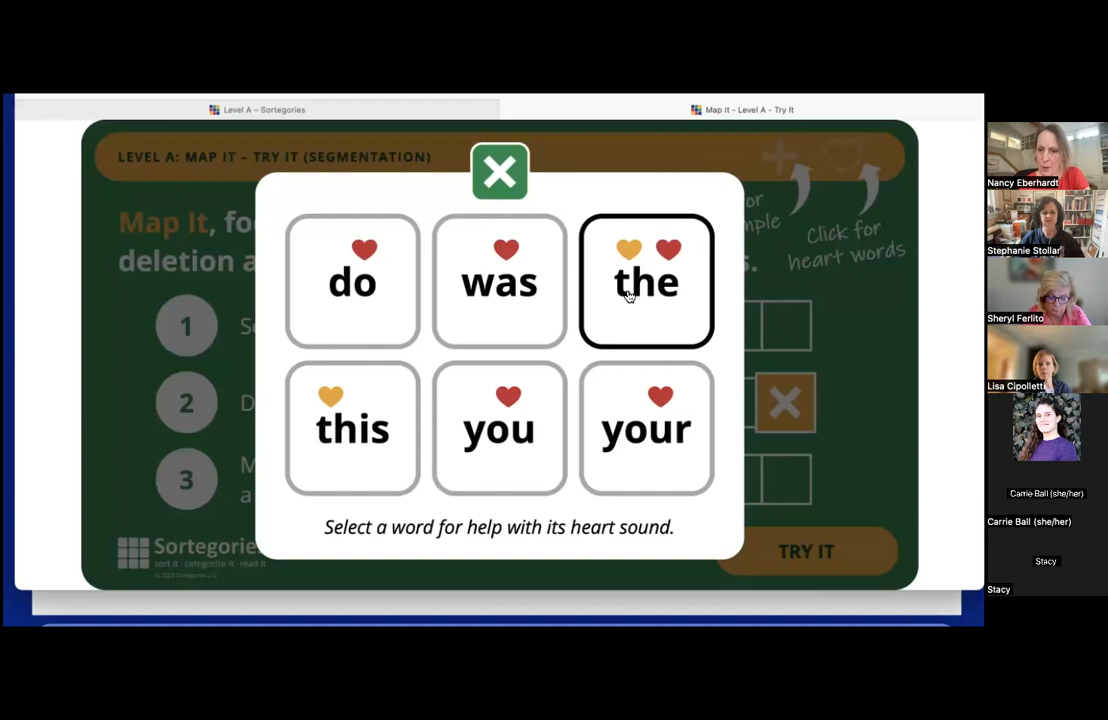 Level A – Sortegories
Map It - Level A - Try It
LEVEL A: MAP IT – TRY IT (SEGMENTATION)
Map It, fo
deletion a
Click for
heart words
do
was
the
this
you
your
Select a word for help with its heart sound.
1
2 D
3 M
a
TRY IT
Sortegorie
sort it · categorize it · read it
Nancy Eberhardt
Stephanie Stollar
Sheryl Ferlito
Lisa Cipolletti
Carrie Ball (she/her)
Carrie Ball (she/her)
Stacy
Stacy